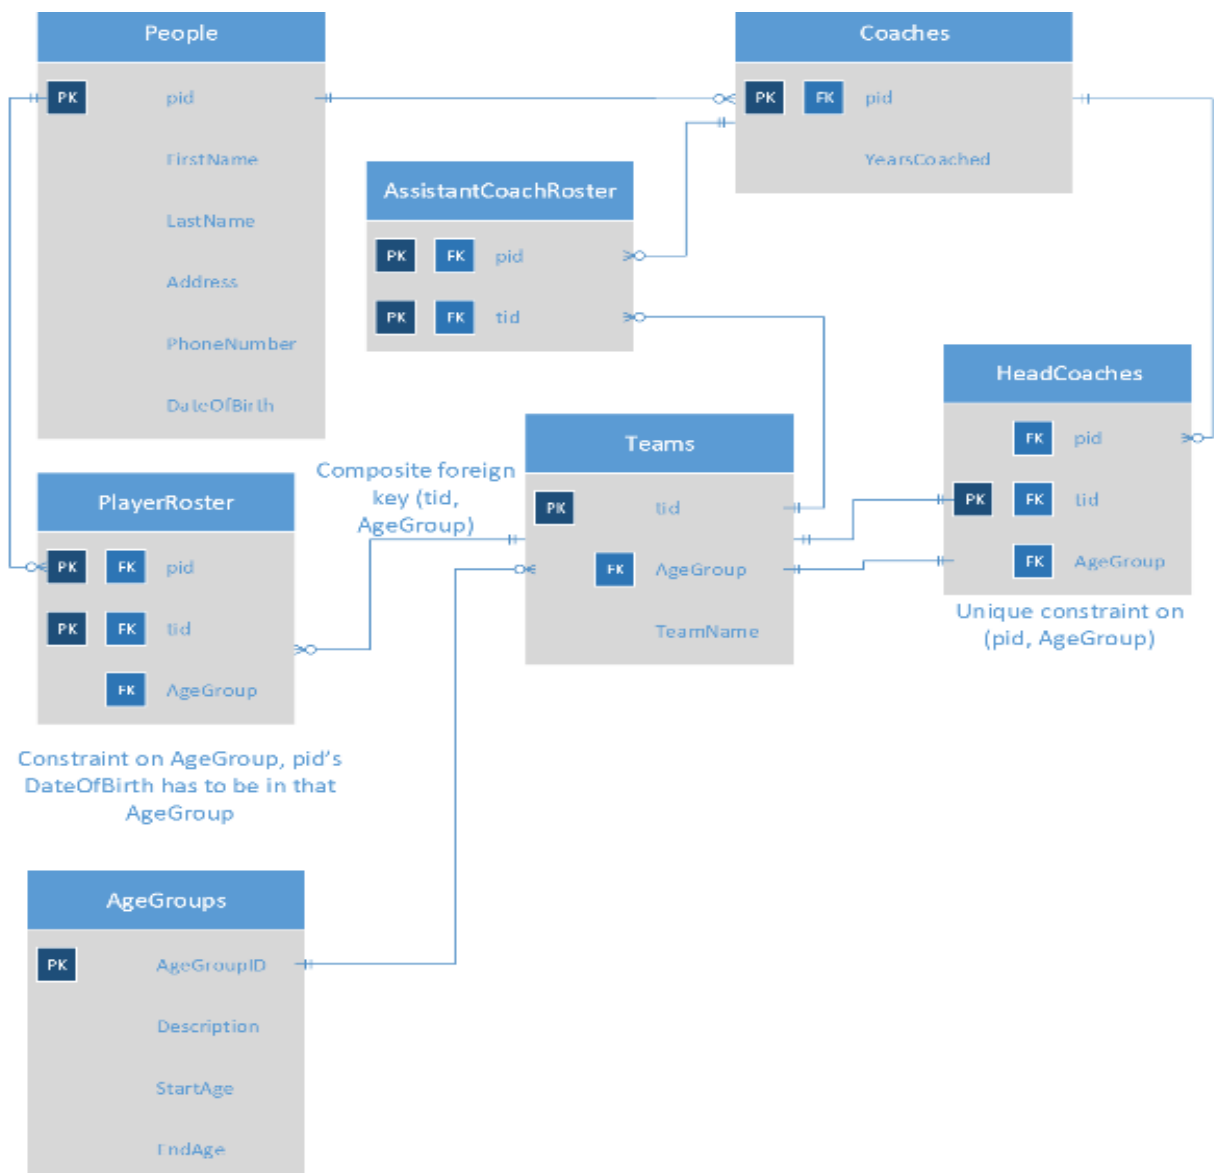 People
PK pid
FirstName
LastName
Address
PhoneNumber
DateOfBirth
Coaches
PK FK pid
YearsCoached
AssistantCoachRoster
PK FK pid
PK FK tid
HeadCoaches
FK pid
PK FK tid
FK AgeGroup
Unique constraint on
(pid, AgeGroup)
Teams
PK tid
FK AgeGroup
TeamName
Composite foreign
key (tid,
AgeGroup)
PlayerRoster
PK FK pid
PK FK tid
FK AgeGroup
Constraint on AgeGroup, pid's
DateOfBirth has to be in that
AgeGroup
AgeGroups
PK AgeGroupID
Description
StartAge
EndAge